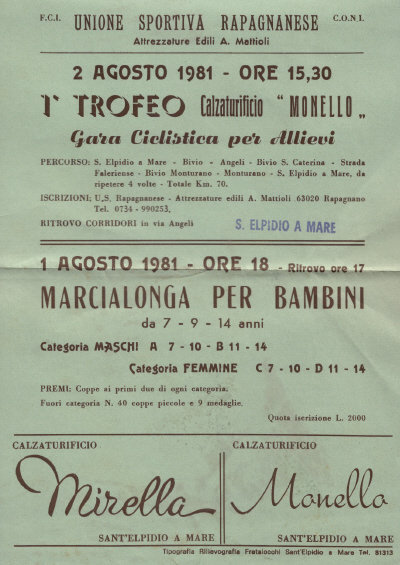 F.C.I. UNIONE SPORTIVA RAPAGNANESE C.O.N.I.
Attrezzature Edili A. Mattioli
2 AGOSTO 1981 - ORE 15,30
1° TROFEO Calzaturificio "MONELLO„
Gara Ciclistica per Allievi
PERCORSO: S. Elpidio a Mare - Bivio - Angeli - Bivio S. Caterina - Strada
Faleriense - Bivio Monturano - Monturano - S. Elpidio a Mare, da
ripetere 4 volte - Totale Km. 70.
ISCRIZIONI: U.S. Rapagnanese - Attrezzature edili A. Mattioli 63020 Rapagnano
Tel. 0734 - 990253.
RITROVO CORRIDORI in via Angeli S. ELPIDIO A MARE
1 AGOSTO 1981 - ORE 18 - Ritrovo ore 17
MARCIALONGA PER BAMBINI
da 7 - 9 - 14 anni
Categoria MASCHI A 7 - 10 - B 11 - 14
Categoria FEMMINE C 7 - 10 - D 11 - 14
PREMI: Coppe ai primi due di ogni categoria.
Fuori categoria N. 40 coppe piccole e 9 medaglie.
Quota iscrizione L. 2000
CALZATURIFICIO
Mirella
SANT'ELPIDIO A MARE
CALZATURIFICIO
Monello
SANT'ELPIDIO A MARE
Tipografia Rilievografia Fratalocchi Sant'Elpidio a Mare Tel. 81313